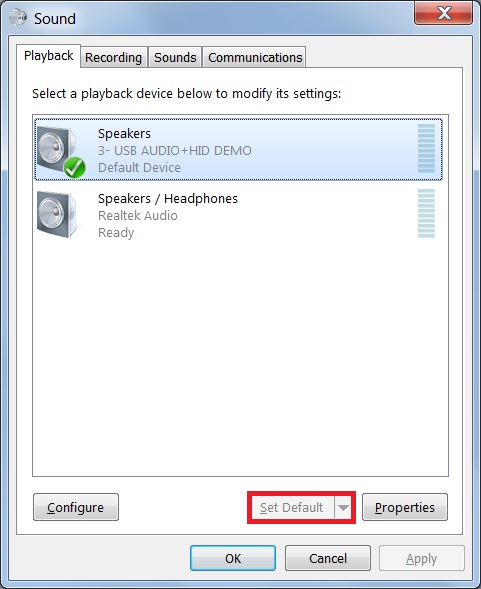 Sound
Playback Recording Sounds Communications
Select a playback device below to modify its settings:
Speakers
3- USB AUDIO+HID DEMO
Default Device
Speakers / Headphones
Realtek Audio
Ready
Configure Set Default Properties
OK Cancel Apply